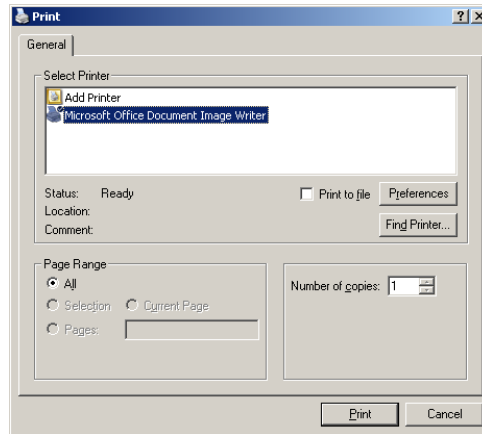 Print
General
Select Printer
Add Printer
Microsoft Office Document Image Writer
Status: Ready
Print to file
Preferences
Location:
Comment:
Find Printer...
Page Range
All
Selection
Current Page
Pages:
Number of copies: 1
Print
Cancel